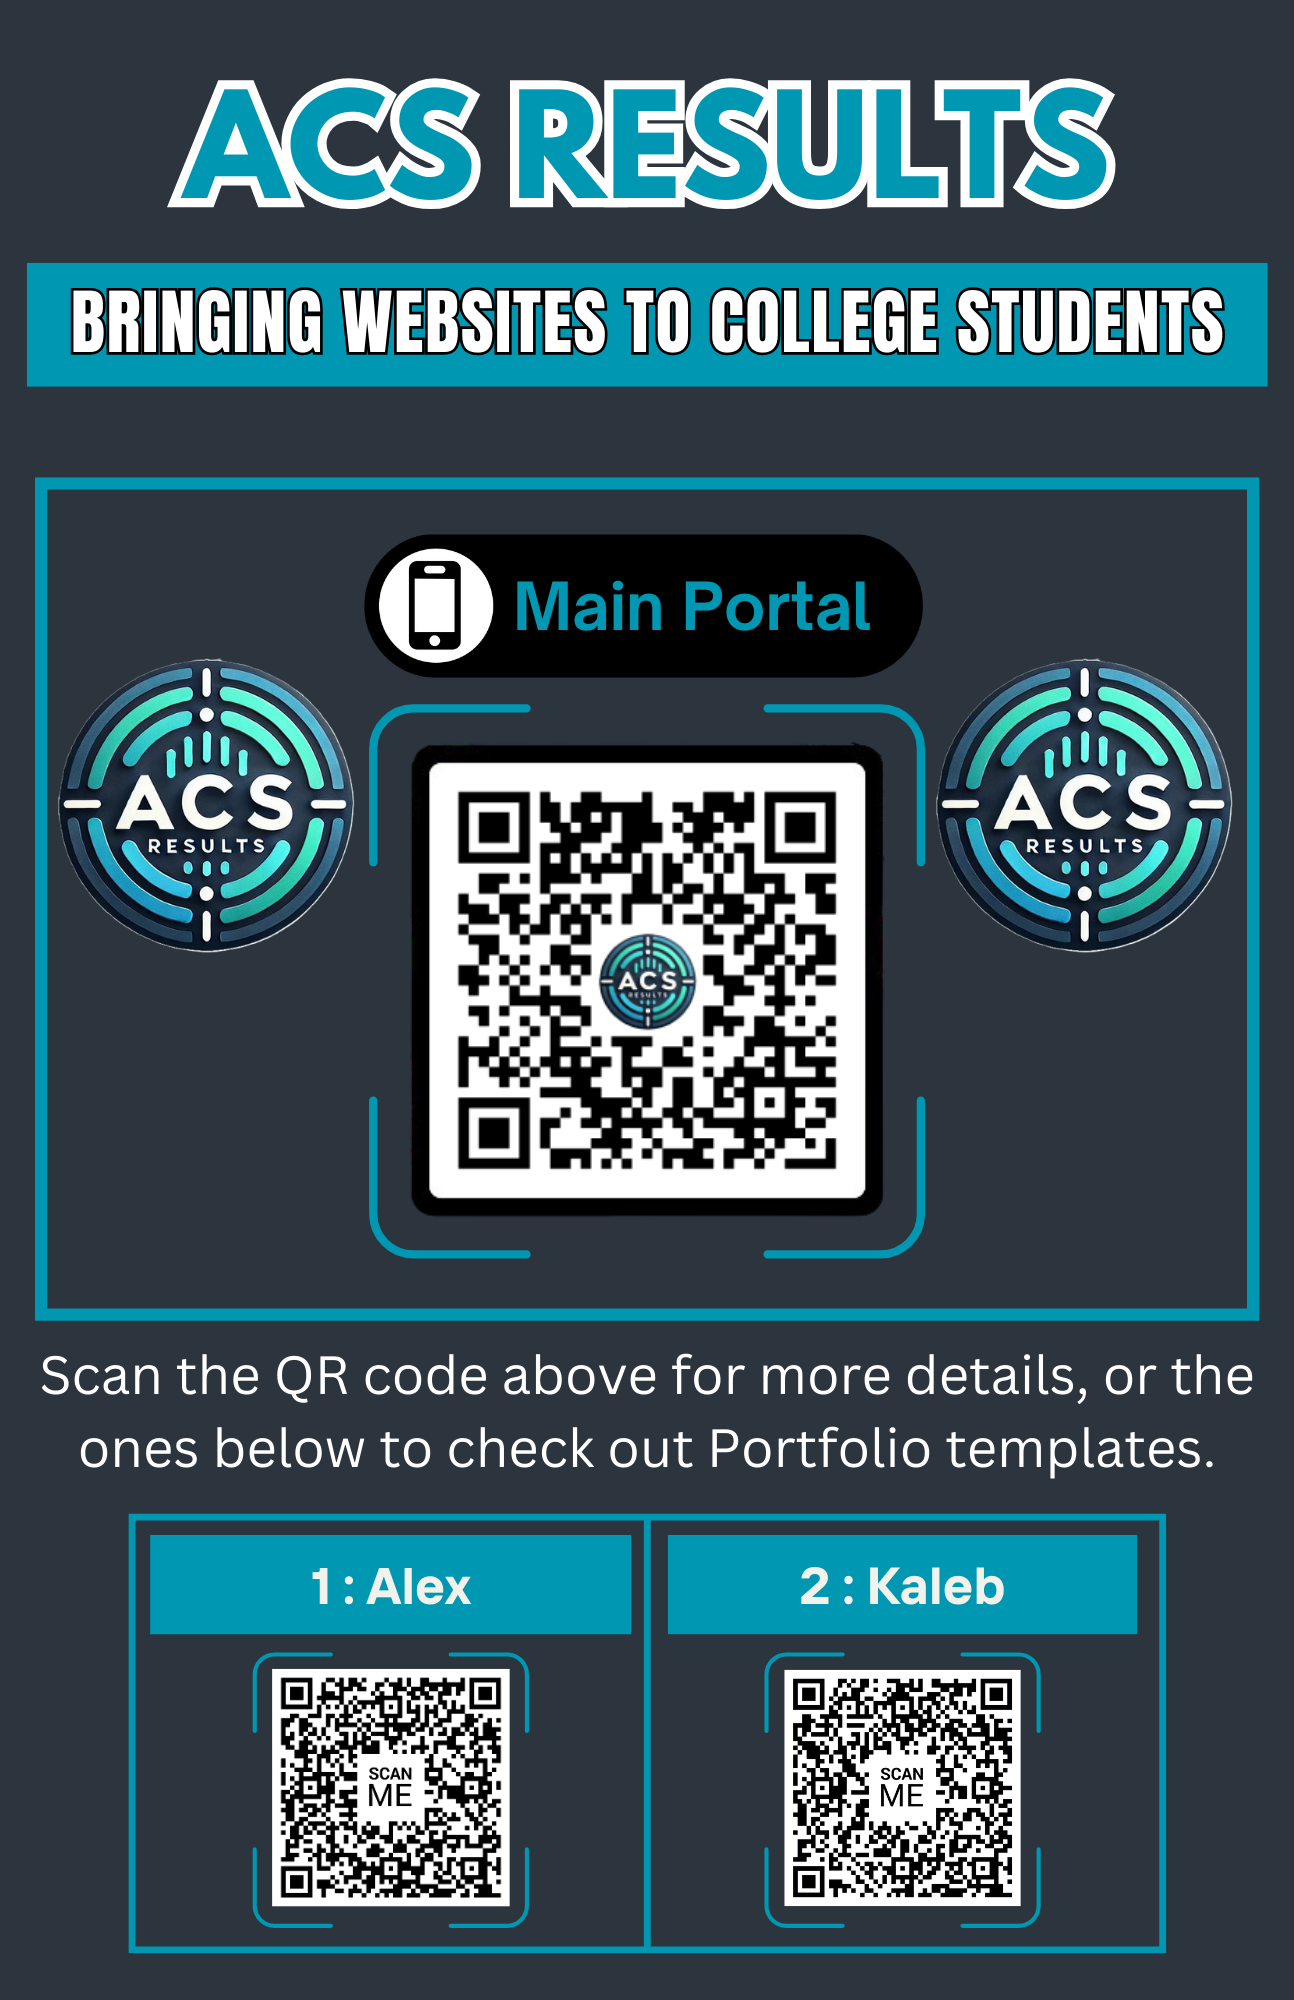 ACS RESULTS
BRINGING WEBSITES TO COLLEGE STUDENTS
Main Portal
ACS
RESULTS
ACS
RESULTS
ACS
RESULTS
Scan the QR code above for more details, or the
ones below to check out Portfolio templates.
1 : Alex
2 : Kaleb
SCAN
ME
SCAN
ME